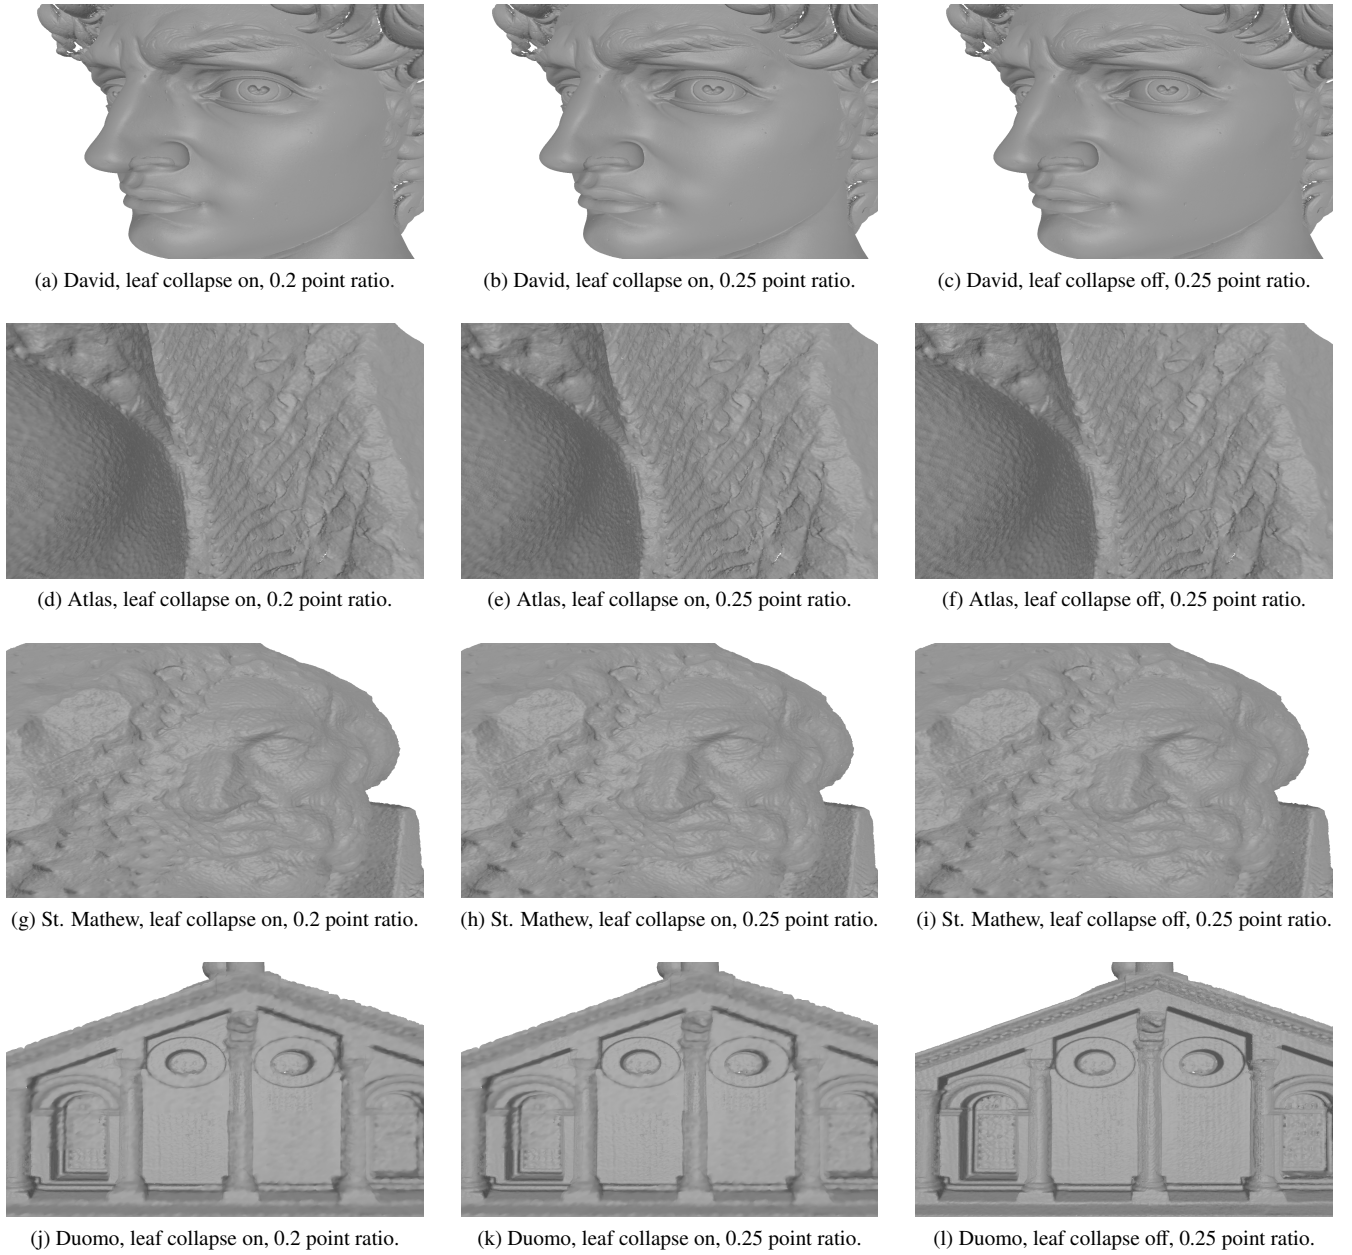 (a) David, leaf collapse on, 0.2 point ratio.
(b) David, leaf collapse on, 0.25 point ratio.
(c) David, leaf collapse off, 0.25 point ratio.
(d) Atlas, leaf collapse on, 0.2 point ratio.
(e) Atlas, leaf collapse on, 0.25 point ratio.
(f) Atlas, leaf collapse off, 0.25 point ratio.
(g) St. Mathew, leaf collapse on, 0.2 point ratio.
(h) St. Mathew, leaf collapse on, 0.25 point ratio.
(i) St. Mathew, leaf collapse off, 0.25 point ratio.
(j) Duomo, leaf collapse on, 0.2 point ratio.
(k) Duomo, leaf collapse on, 0.25 point ratio.
(l) Duomo, leaf collapse off, 0.25 point ratio.